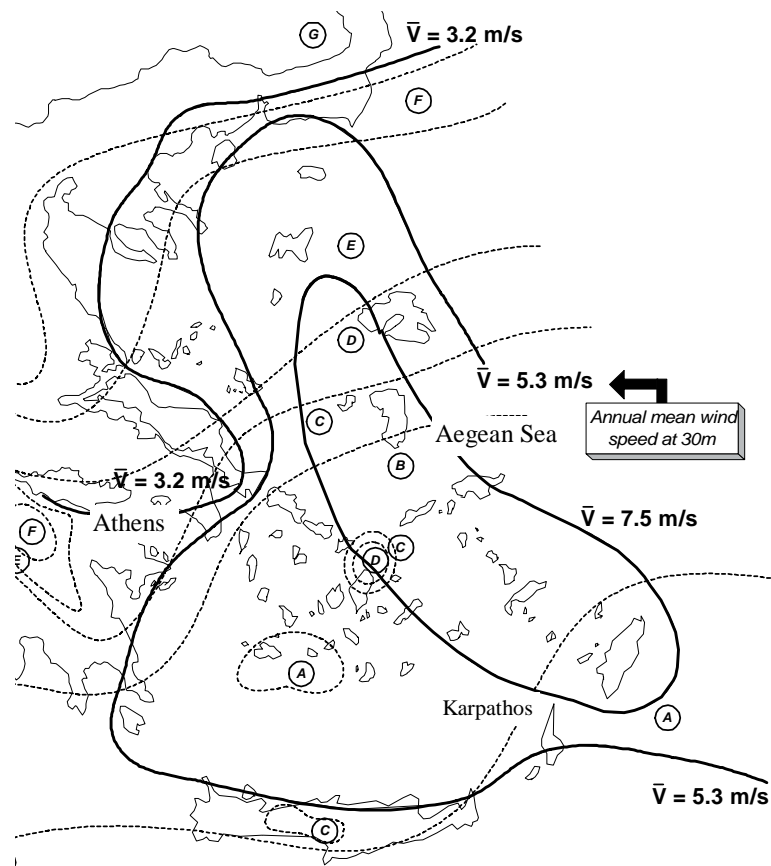 G
V̅ = 3.2 m/s
F
E
D
V̅ = 5.3 m/s
Annual mean wind
speed at 30m
C
Aegean Sea
B
V̅ = 3.2 m/s
V̅ = 7.5 m/s
Athens
F
C
D
A
Karpathos
A
V̅ = 5.3 m/s
C